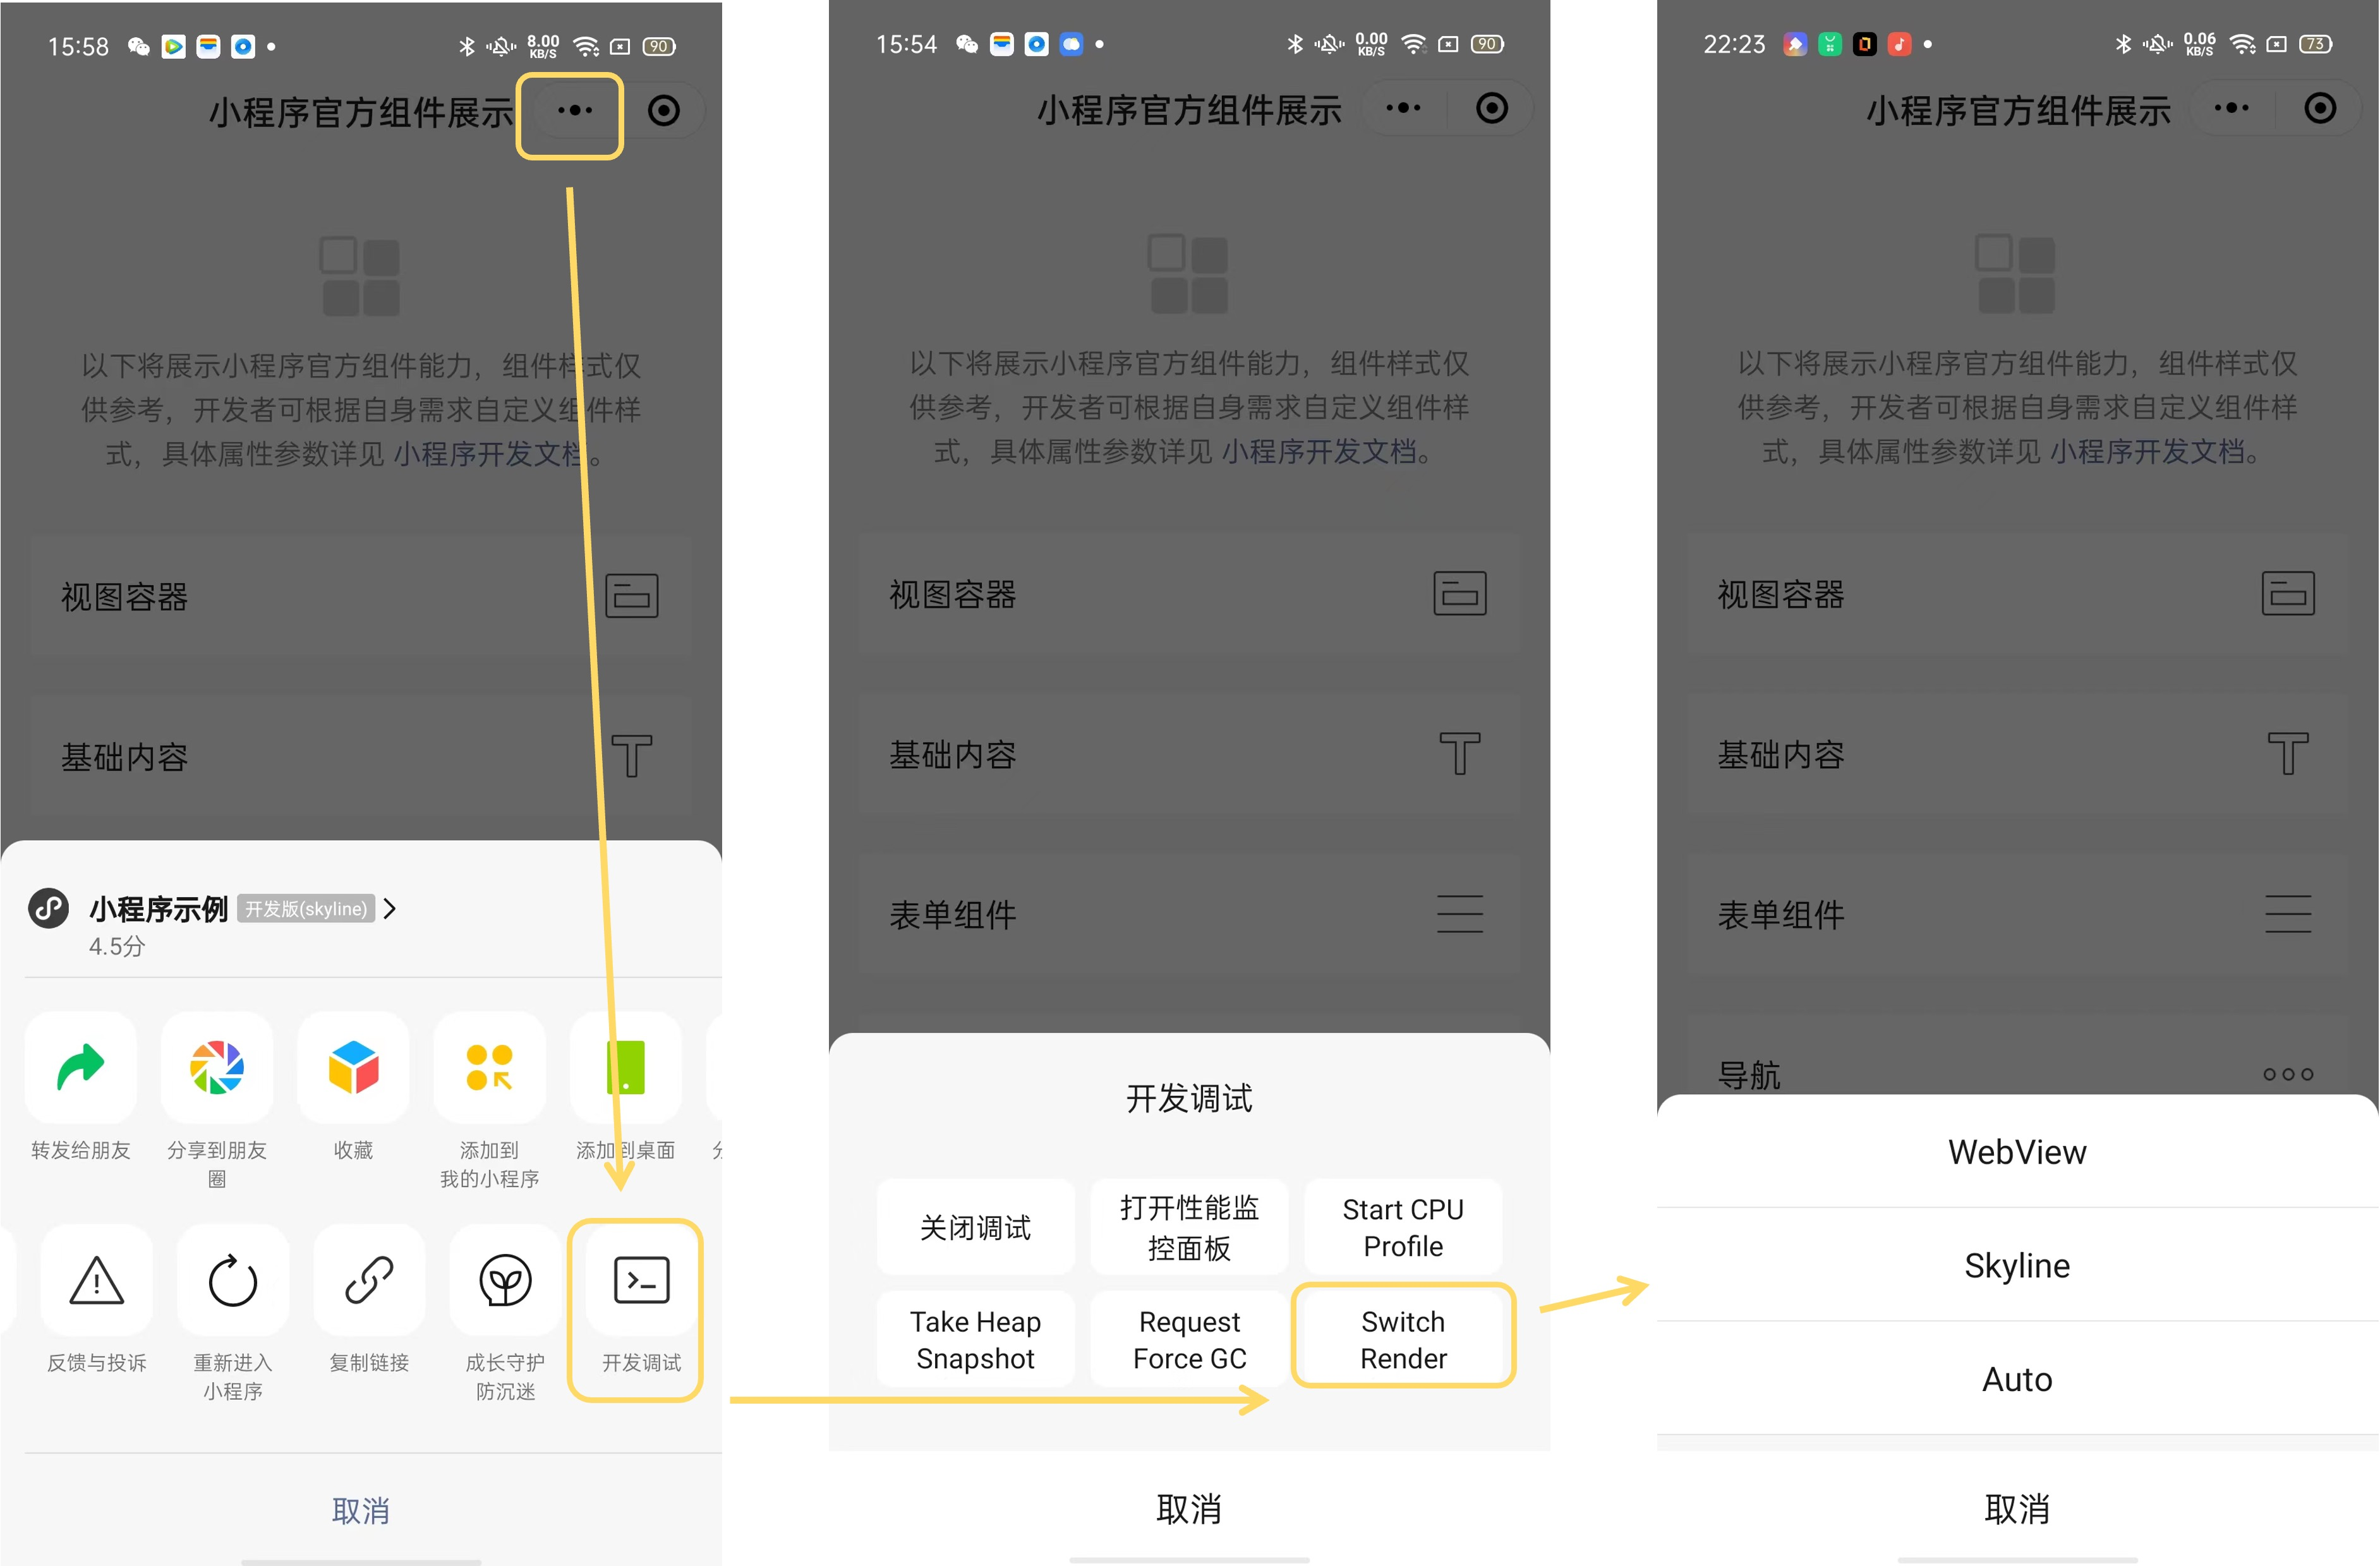 15:58
8.00
KB/S
90
小程序官方组件展示
以下将展示小程序官方组件能力，组件样式仅
供参考，开发者可根据自身需求自定义组件样
式，具体属性参数详见 小程序开发文档。
视图容器
基础内容
小程序示例 开发版(skyline)
4.5分
转发给朋友
分享到朋友
圈
收藏
添加到
我的小程序
添加到桌面
反馈与投诉
重新进入
小程序
复制链接
成长守护
防沉迷
开发调试
取消
15:54
0.00
KB/S
90
小程序官方组件展示
以下将展示小程序官方组件能力，组件样式仅
供参考，开发者可根据自身需求自定义组件样
式，具体属性参数详见 小程序开发文档。
视图容器
基础内容
表单组件
开发调试
关闭调试
打开性能监
控面板
Start CPU
Profile
Take Heap
Snapshot
Request
Force GC
Switch
Render
取消
22:23
0.06
KB/S
73
小程序官方组件展示
以下将展示小程序官方组件能力，组件样式仅
供参考，开发者可根据自身需求自定义组件样
式，具体属性参数详见 小程序开发文档。
视图容器
基础内容
表单组件
导航
WebView
Skyline
Auto
取消